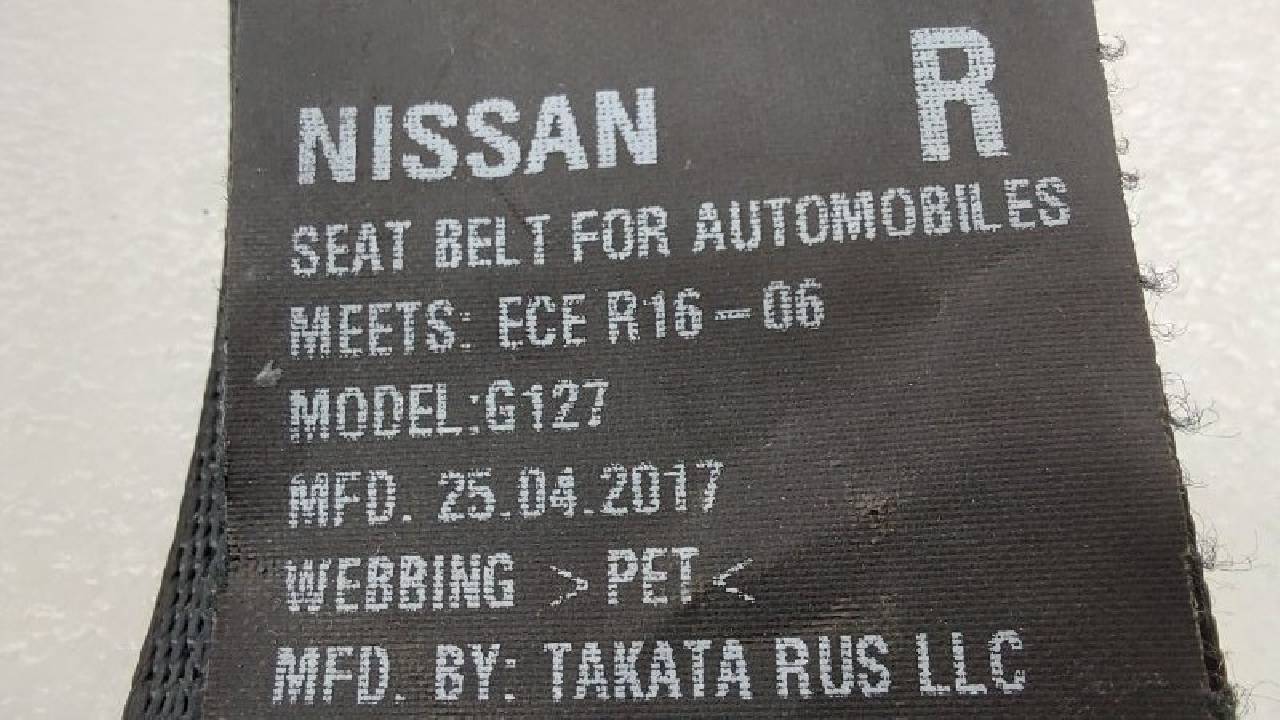 NISSAN R
SEAT BELT FOR AUTOMOBILES
MEETS: ECE R16-06
MODEL:G127
MFD. 25.04.2017
WEBBING >PET<
MFD. BY: TAKATA RUS LLC